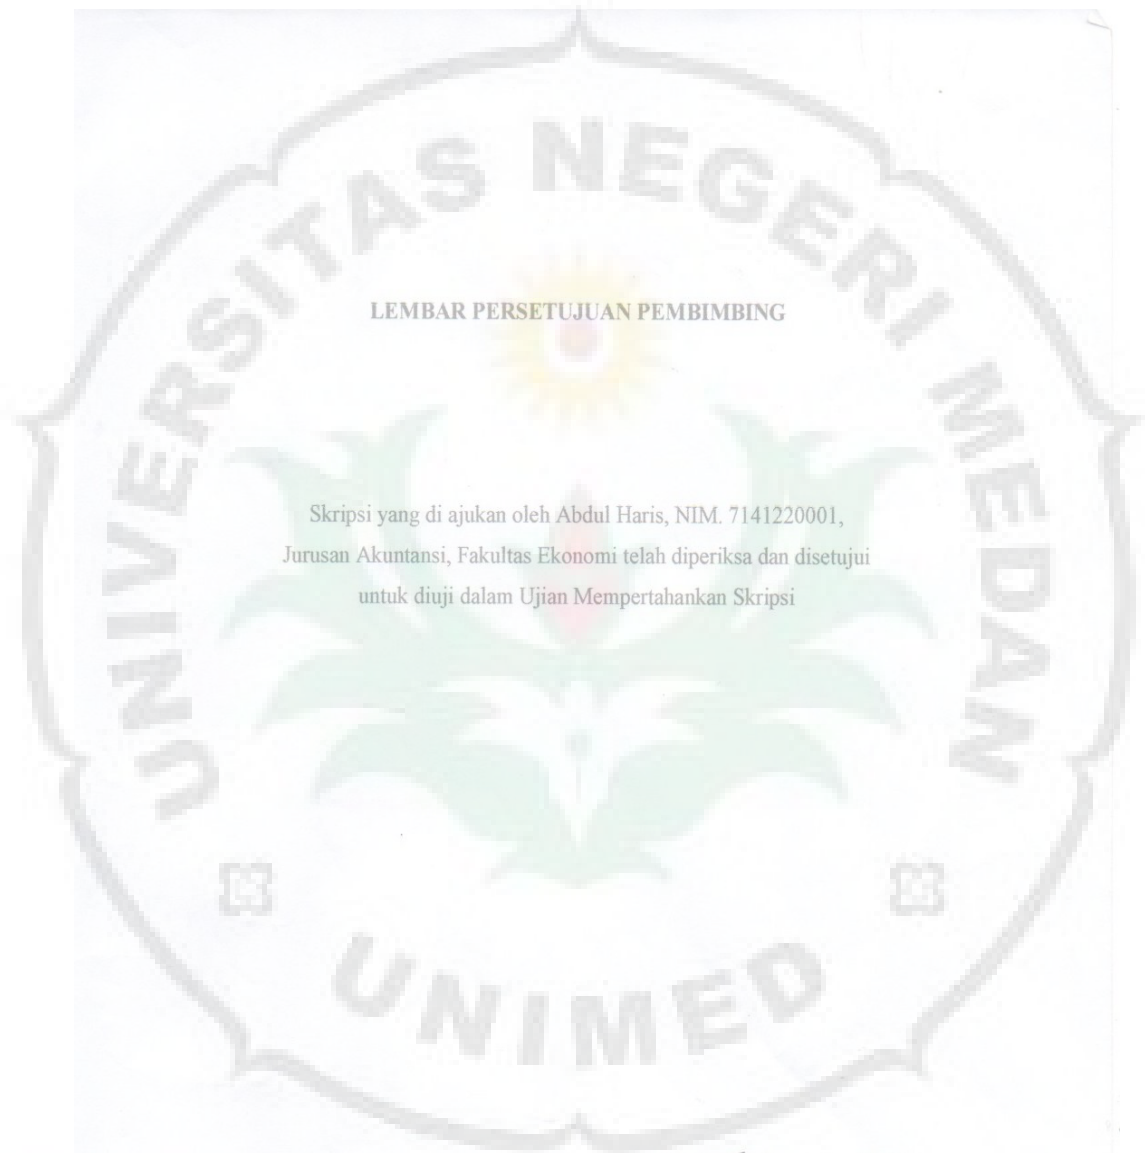 UNIVERSITAS NEGERI MEDAN
LEMBAR PERSETUJUAN PEMBIMBING
Skripsi yang di ajukan oleh Abdul Haris, NIM. 7141220001,
Jurusan Akuntansi, Fakultas Ekonomi telah diperiksa dan disetujui
untuk diuji dalam Ujian Mempertahankan Skripsi
UNIMED